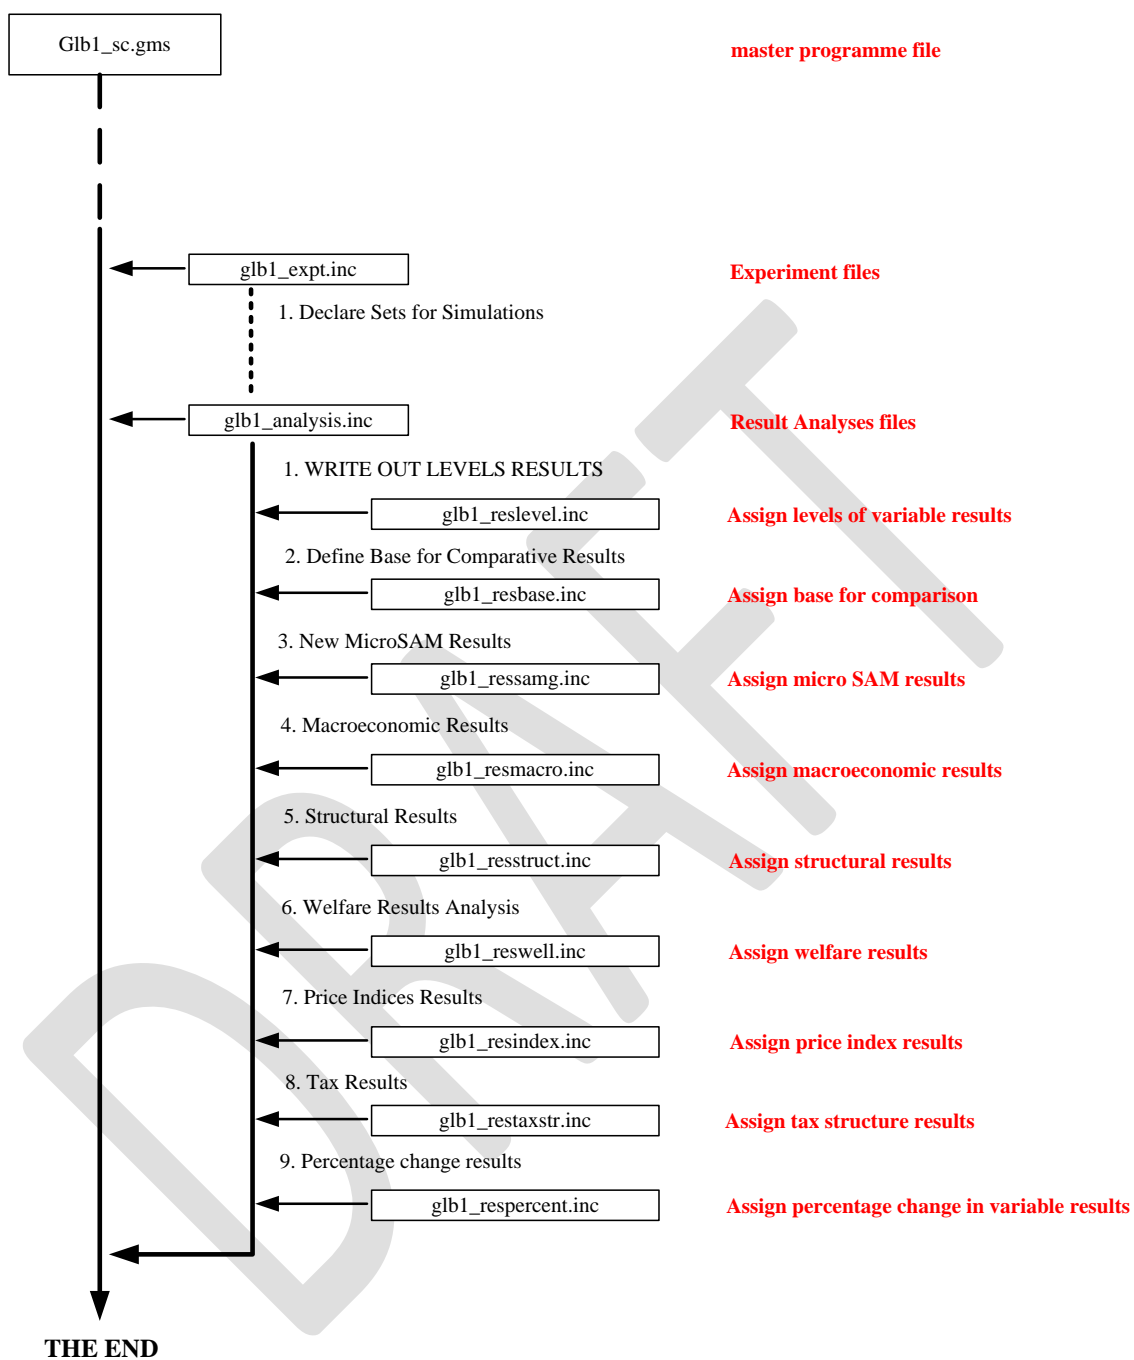 Glb1_sc.gms
master programme file
glb1_expt.inc
Experiment files
1. Declare Sets for Simulations
glb1_analysis.inc
Result Analyses files
1. WRITE OUT LEVELS RESULTS
glb1_reslevel.inc
Assign levels of variable results
2. Define Base for Comparative Results
glb1_resbase.inc
Assign base for comparison
3. New MicroSAM Results
glb1_ressamg.inc
Assign micro SAM results
4. Macroeconomic Results
glb1_resmacro.inc
Assign macroeconomic results
5. Structural Results
glb1_resstruct.inc
Assign structural results
6. Welfare Results Analysis
glb1_reswell.inc
Assign welfare results
7. Price Indices Results
glb1_resindex.inc
Assign price index results
8. Tax Results
glb1_restaxstr.inc
Assign tax structure results
9. Percentage change results
glb1_respercent.inc
Assign percentage change in variable results
THE END
DRAFT